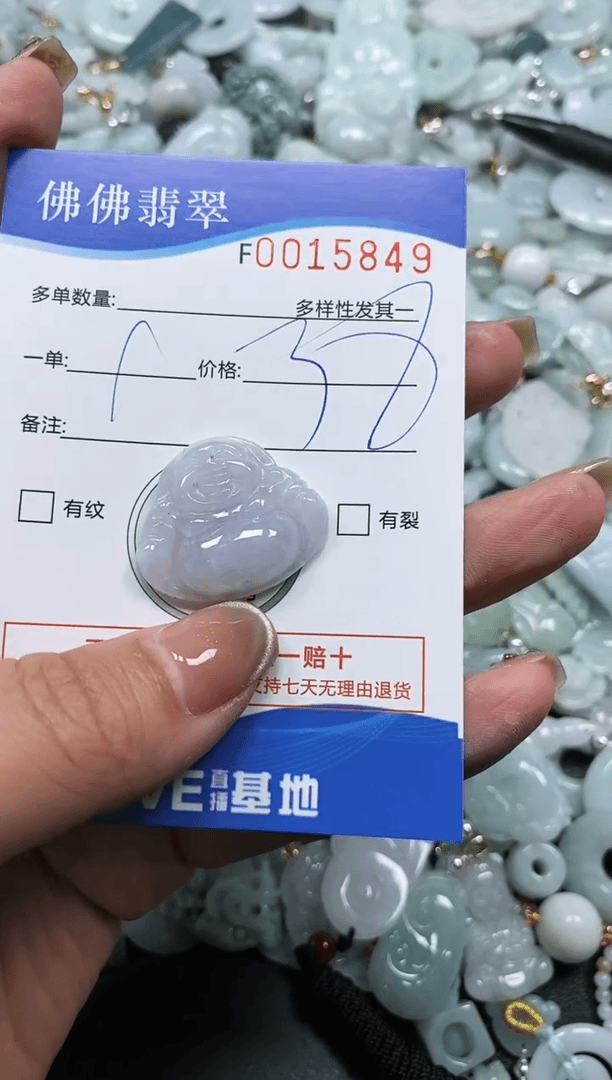 佛佛翡翠
F0015849
多单数量: 多样性发其一
一单: 1 价格: 38
备注:
有纹 有裂
一赔十
支持七天无理由退货
VE直播基地